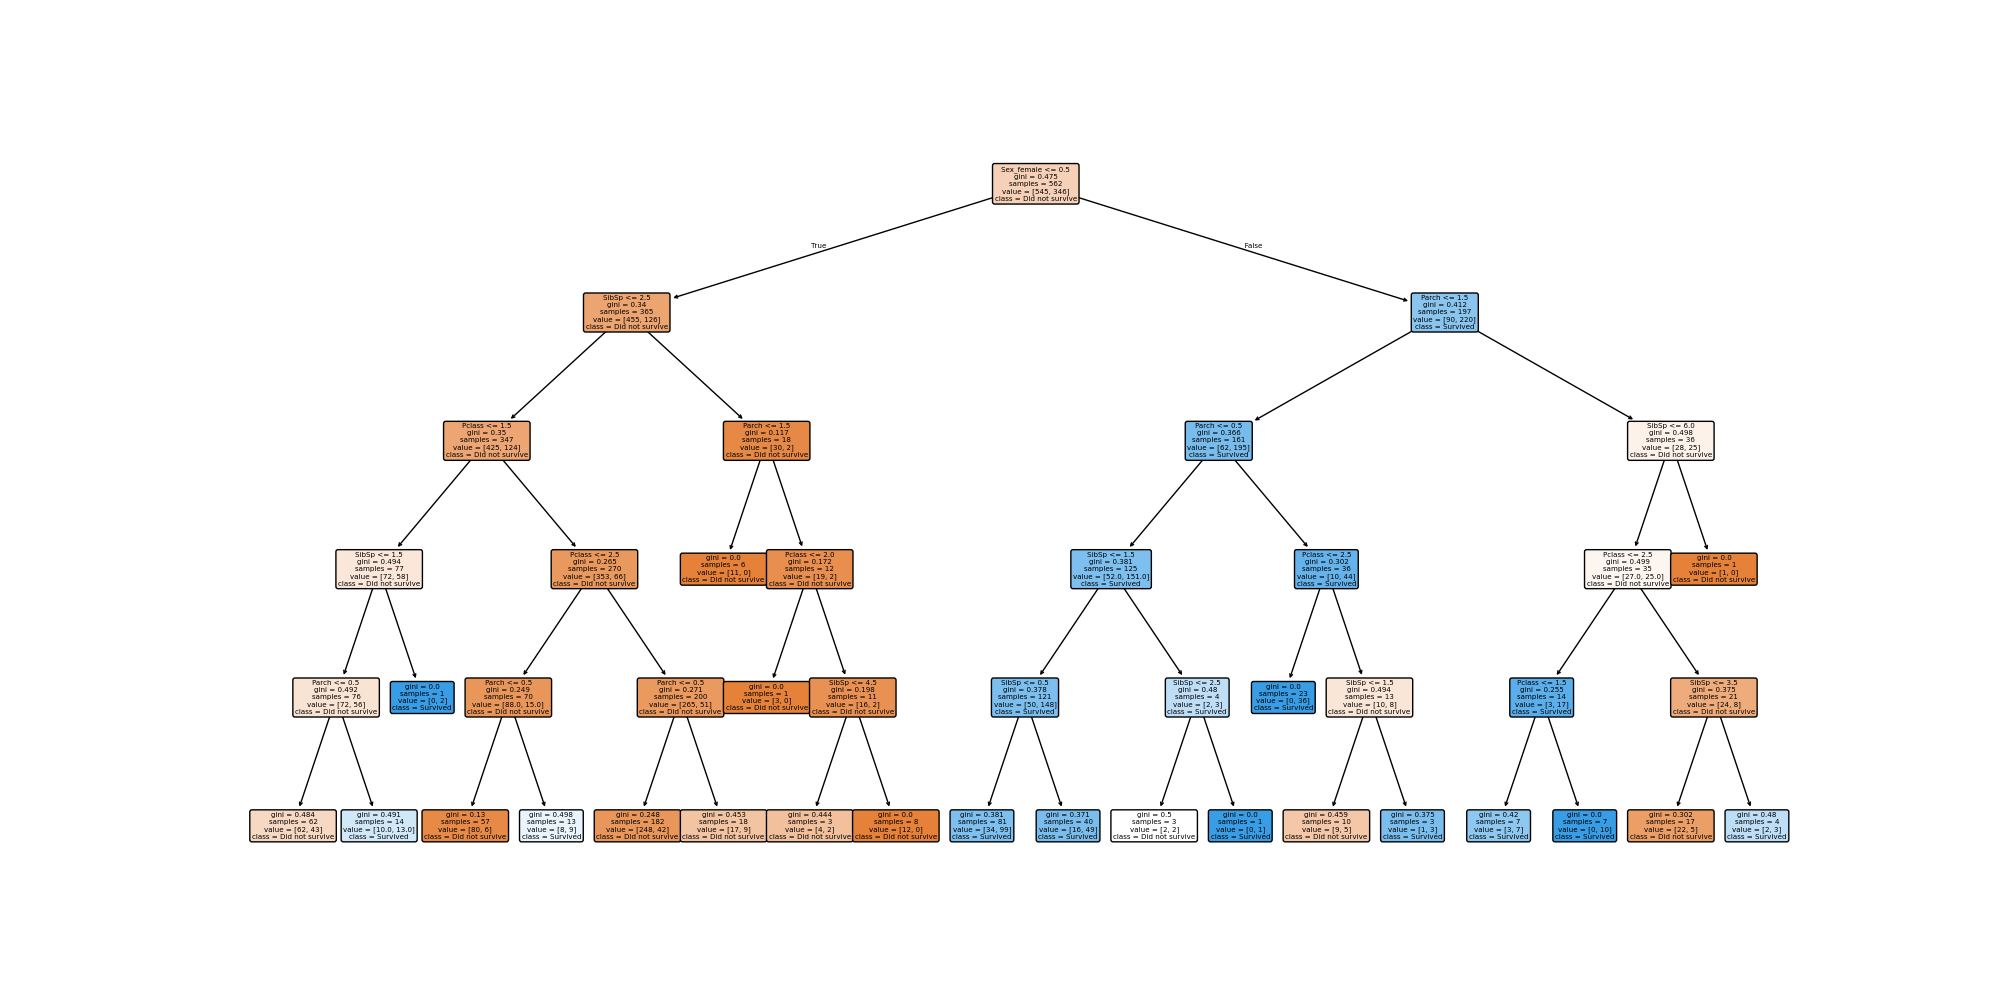 Sex_female <= 0.5
gini = 0.475
samples = 562
value = [545, 346]
class = Did not survive
True
False
SibSp <= 2.5
gini = 0.34
samples = 365
value = [455, 126]
class = Did not survive
Parch <= 1.5
gini = 0.412
samples = 197
value = [90, 220]
class = Survived
Pclass <= 1.5
gini = 0.35
samples = 347
value = [425, 124]
class = Did not survive
Parch <= 1.5
gini = 0.117
samples = 18
value = [30, 2]
class = Did not survive
Parch <= 0.5
gini = 0.366
samples = 161
value = [62, 195]
class = Survived
SibSp <= 6.0
gini = 0.498
samples = 36
value = [28, 25]
class = Did not survive
SibSp <= 1.5
gini = 0.494
samples = 77
value = [72, 58]
class = Did not survive
Pclass <= 2.5
gini = 0.265
samples = 270
value = [353, 66]
class = Did not survive
gini = 0.0
samples = 6
value = [11, 0]
class = Did not survive
Pclass <= 2.0
gini = 0.172
samples = 12
value = [19, 2]
class = Did not survive
SibSp <= 1.5
gini = 0.381
samples = 125
value = [52.0, 151.0]
class = Survived
Pclass <= 2.5
gini = 0.302
samples = 36
value = [10, 44]
class = Survived
Pclass <= 2.5
gini = 0.499
samples = 35
value = [27.0, 25.0]
class = Did not survive
gini = 0.0
samples = 1
value = [1, 0]
class = Did not survive
Parch <= 0.5
gini = 0.492
samples = 76
value = [72, 56]
class = Did not survive
gini = 0.0
samples = 1
value = [0, 2]
class = Survived
Parch <= 0.5
gini = 0.249
samples = 70
value = [88.0, 15.0]
class = Did not survive
Parch <= 0.5
gini = 0.271
samples = 200
value = [265, 51]
class = Did not survive
gini = 0.0
samples = 1
value = [3, 0]
class = Did not survive
SibSp <= 4.5
gini = 0.198
samples = 11
value = [16, 2]
class = Did not survive
SibSp <= 0.5
gini = 0.378
samples = 121
value = [50, 148]
class = Survived
SibSp <= 2.5
gini = 0.48
samples = 4
value = [2, 3]
class = Survived
gini = 0.0
samples = 23
value = [0, 36]
class = Survived
SibSp <= 1.5
gini = 0.494
samples = 13
value = [10, 8]
class = Did not survive
Pclass <= 1.5
gini = 0.255
samples = 14
value = [3, 17]
class = Survived
SibSp <= 3.5
gini = 0.375
samples = 21
value = [24, 8]
class = Did not survive
gini = 0.484
samples = 62
value = [62, 43]
class = Did not survive
gini = 0.491
samples = 14
value = [10.0, 13.0]
class = Survived
gini = 0.13
samples = 57
value = [80, 6]
class = Did not survive
gini = 0.498
samples = 13
value = [8, 9]
class = Survived
gini = 0.248
samples = 182
value = [248, 42]
class = Did not survive
gini = 0.453
samples = 18
value = [17, 9]
class = Did not survive
gini = 0.444
samples = 3
value = [4, 2]
class = Did not survive
gini = 0.0
samples = 8
value = [12, 0]
class = Did not survive
gini = 0.381
samples = 81
value = [34, 99]
class = Survived
gini = 0.371
samples = 40
value = [16, 49]
class = Survived
gini = 0.5
samples = 3
value = [2, 2]
class = Did not survive
gini = 0.0
samples = 1
value = [0, 1]
class = Survived
gini = 0.459
samples = 10
value = [9, 5]
class = Did not survive
gini = 0.375
samples = 3
value = [1, 3]
class = Survived
gini = 0.42
samples = 7
value = [3, 7]
class = Survived
gini = 0.0
samples = 7
value = [0, 10]
class = Survived
gini = 0.302
samples = 17
value = [22, 5]
class = Did not survive
gini = 0.48
samples = 4
value = [2, 3]
class = Survived